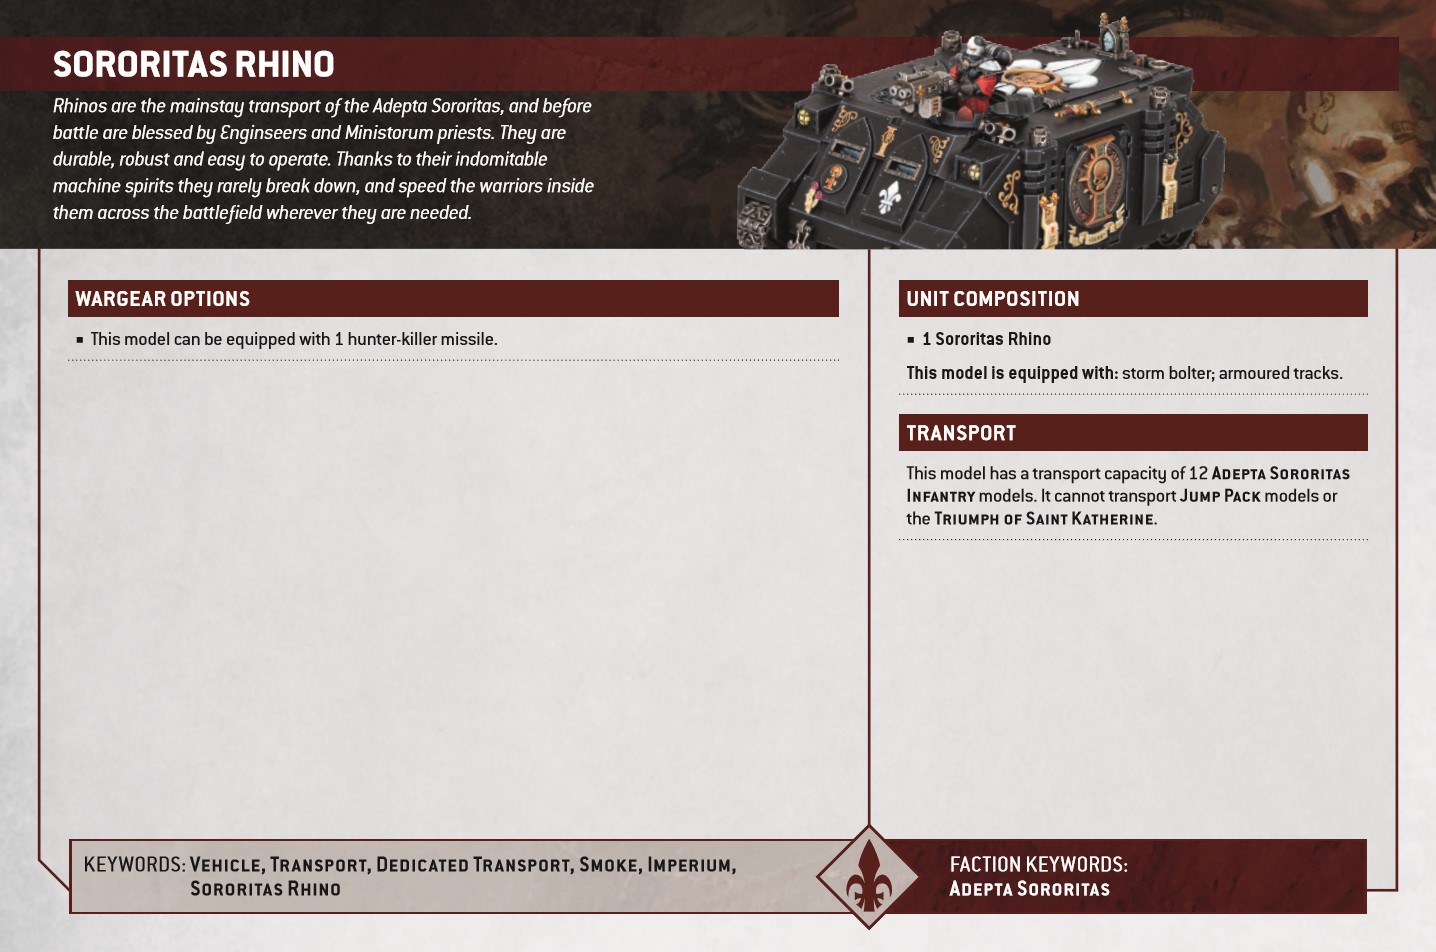 SORORITAS RHINO
Rhinos are the mainstay transport of the Adepta Sororitas, and before
battle are blessed by Enginseers and Ministorum priests. They are
durable, robust and easy to operate. Thanks to their indomitable
machine spirits they rarely break down, and speed the warriors inside
them across the battlefield wherever they are needed.
WARGEAR OPTIONS
■ This model can be equipped with 1 hunter-killer missile.
UNIT COMPOSITION
■ 1 Sororitas Rhino
This model is equipped with: storm bolter; armoured tracks.
TRANSPORT
This model has a transport capacity of 12 Adepta Sororitas
Infantry models. It cannot transport Jump Pack models or
the Triumph of Saint Katherine.
KEYWORDS: Vehicle, Transport, Dedicated Transport, Smoke, Imperium,
Sororitas Rhino
FACTION KEYWORDS:
Adepta Sororitas